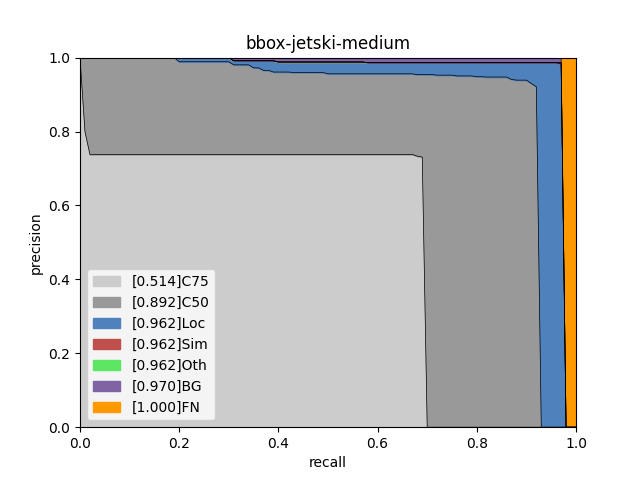 bbox-jetski-medium
1.0
0.8
0.6
0.4
0.2
0.0
precision
[0.514]C75
[0.892]C50
[0.962]Loc
[0.962]Sim
[0.962]Oth
[0.970]BG
[1.000]FN
0.0 0.2 0.4 0.6 0.8 1.0
recall